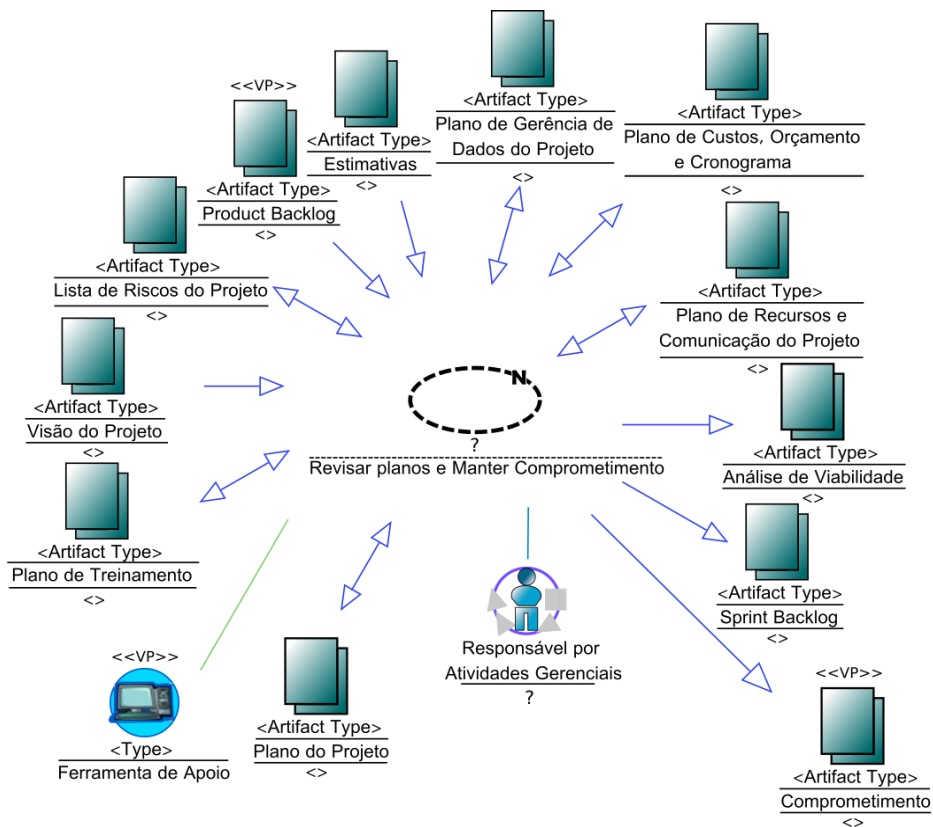 <<VP>>
<Artifact Type>
Product Backlog
<>
<Artifact Type>
Estimativas
<>
<Artifact Type>
Plano de Gerência de
Dados do Projeto
<>
<Artifact Type>
Plano de Custos, Orçamento
e Cronograma
<>
<Artifact Type>
Lista de Riscos do Projeto
<>
<Artifact Type>
Plano de Recursos e
Comunicação do Projeto
<>
<Artifact Type>
Visão do Projeto
<>
N
?
Revisar planos e Manter Comprometimento
<Artifact Type>
Análise de Viabilidade
<>
<Artifact Type>
Plano de Treinamento
<>
<Artifact Type>
Sprint Backlog
<>
Responsável por
Atividades Gerenciais
?
<<VP>>
<Type>
Ferramenta de Apoio
<Artifact Type>
Plano do Projeto
<>
<<VP>>
<Artifact Type>
Comprometimento
<>